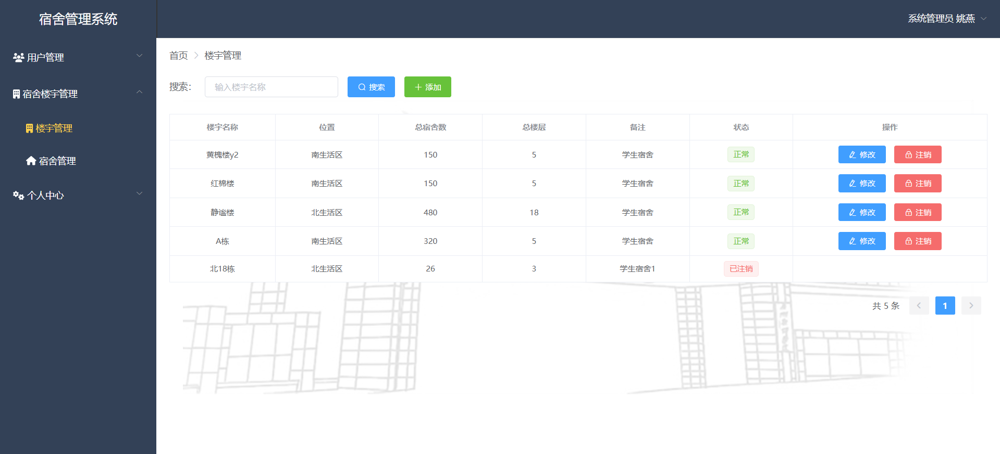 宿舍管理系统
系统管理员 姚燕
用户管理
宿舍楼宇管理
楼宇管理
宿舍管理
个人中心
首页 > 楼宇管理
搜索： 输入楼宇名称 搜索 添加
楼宇名称 位置 总宿舍数 总楼层 备注 状态 操作
黄槐楼y2 南生活区 150 5 学生宿舍 正常 修改 注销
红棉楼 南生活区 150 5 学生宿舍 正常 修改 注销
静谧楼 北生活区 480 18 学生宿舍 正常 修改 注销
A栋 南生活区 320 5 学生宿舍 正常 修改 注销
北18栋 北生活区 26 3 学生宿舍1 已注销
共 5 条 < 1 >